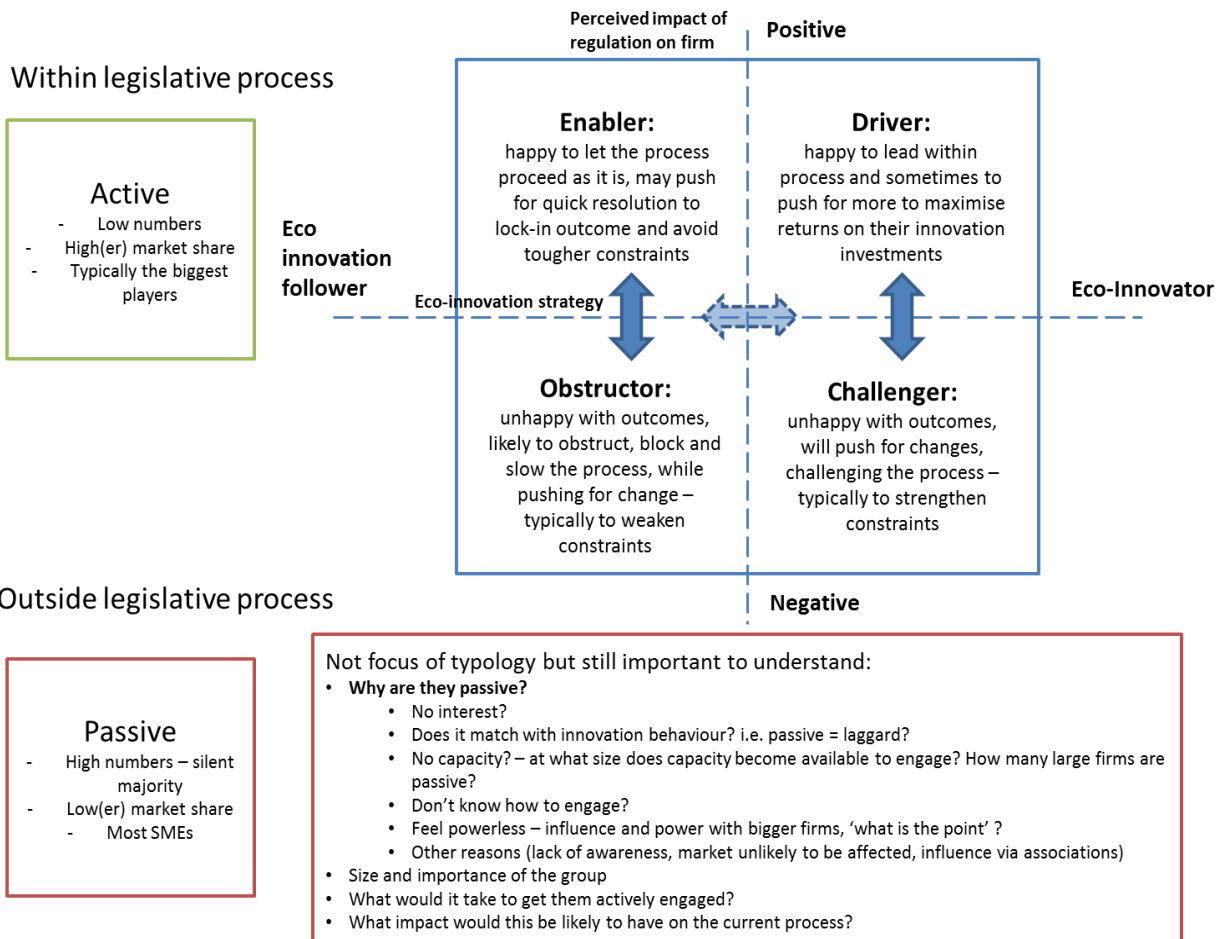 Perceived impact of
regulation on firm
Positive
Within legislative process
Active
- Low numbers
- High(er) market share
- Typically the biggest
players
Eco
innovation
follower
Enabler:
happy to let the process
proceed as it is, may push
for quick resolution to
lock-in outcome and avoid
tougher constraints
Driver:
happy to lead within
process and sometimes to
push for more to maximise
returns on their innovation
investments
Eco-innovation strategy
Eco-Innovator
Obstructor:
unhappy with outcomes,
likely to obstruct, block and
slow the process, while
pushing for change –
typically to weaken
constraints
Challenger:
unhappy with outcomes,
will push for changes,
challenging the process –
typically to strengthen
constraints
Negative
Outside legislative process
Passive
- High numbers – silent
majority
- Low(er) market share
- Most SMEs
Not focus of typology but still important to understand:
• Why are they passive?
• No interest?
• Does it match with innovation behaviour? i.e. passive = laggard?
• No capacity? – at what size does capacity become available to engage? How many large firms are
passive?
• Don’t know how to engage?
• Feel powerless – influence and power with bigger firms, ‘what is the point’ ?
• Other reasons (lack of awareness, market unlikely to be affected, influence via associations)
• Size and importance of the group
• What would it take to get them actively engaged?
• What impact would this be likely to have on the current process?